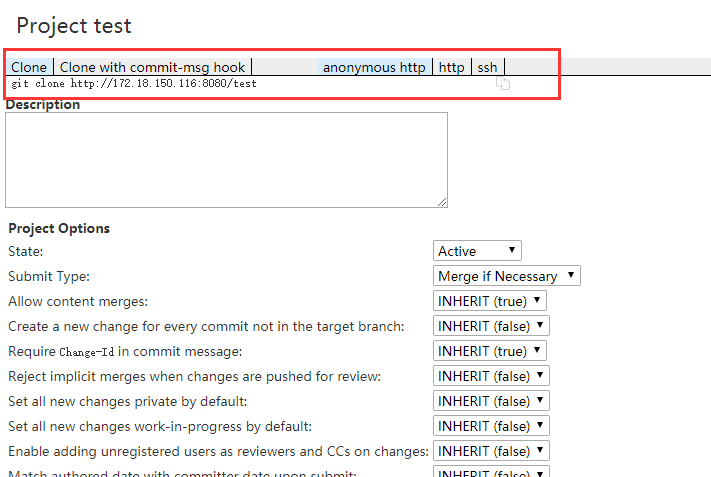 Project test
Clone Clone with commit-msg hook anonymous http http ssh
git clone http://172.18.150.116:8080/test
Description
Project Options
State: Active
Submit Type: Merge if Necessary
Allow content merges: INHERIT (true)
Create a new change for every commit not in the target branch: INHERIT (false)
Require Change-Id in commit message: INHERIT (true)
Reject implicit merges when changes are pushed for review: INHERIT (false)
Set all new changes private by default: INHERIT (false)
Set all new changes work-in-progress by default: INHERIT (false)
Enable adding unregistered users as reviewers and CCs on changes: INHERIT (false)
Match authored date with committer date upon submit: INHERIT (false)